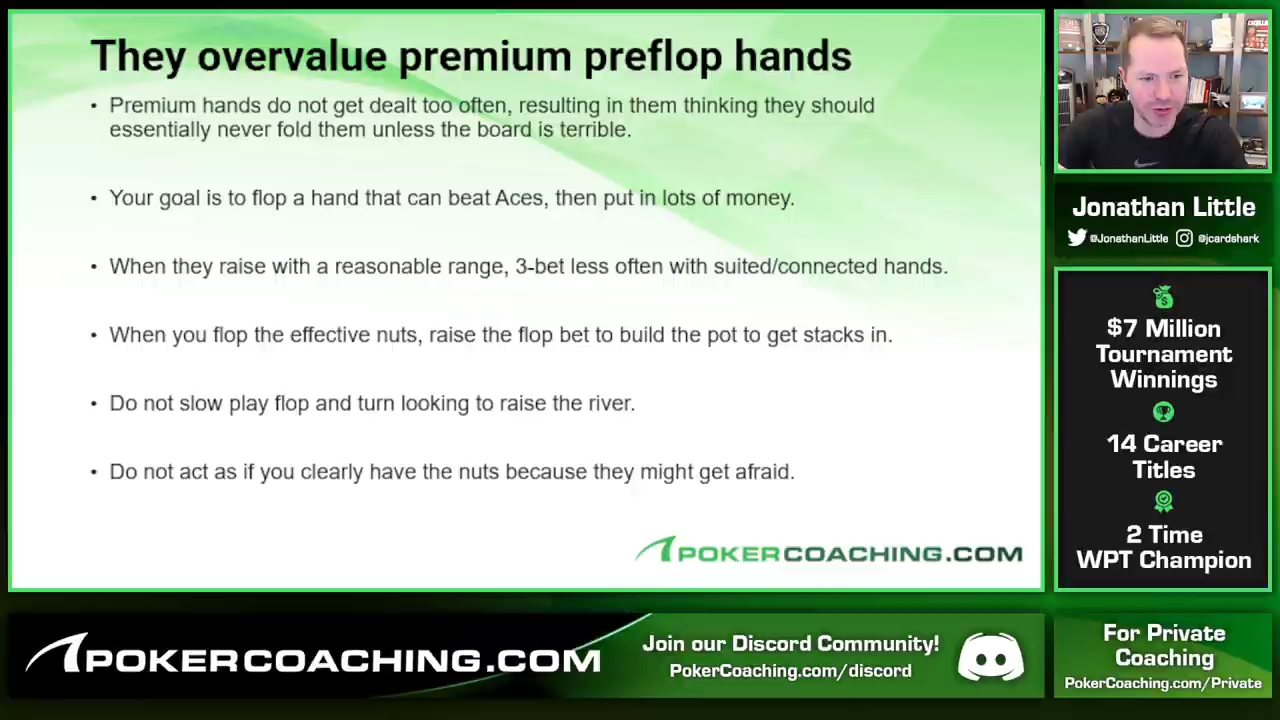 They overvalue premium preflop hands
• Premium hands do not get dealt too often, resulting in them thinking they should
essentially never fold them unless the board is terrible.
• Your goal is to flop a hand that can beat Aces, then put in lots of money.
• When they raise with a reasonable range, 3-bet less often with suited/connected hands.
• When you flop the effective nuts, raise the flop bet to build the pot to get stacks in.
• Do not slow play flop and turn looking to raise the river.
• Do not act as if you clearly have the nuts because they might get afraid.
POKERCOACHING.COM
Jonathan Little
@JonathanLittle @jcardshark
$7 Million
Tournament
Winnings
14 Career
Titles
2 Time
WPT Champion
POKERCOACHING.COM
Join our Discord Community!
PokerCoaching.com/discord
For Private
Coaching
PokerCoaching.com/Private